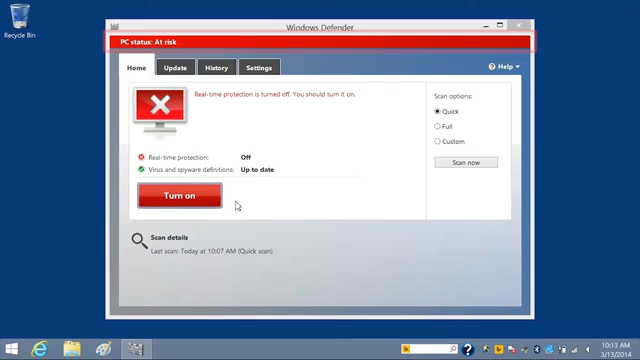 Recycle Bin
Windows Defender
PC status: At risk
Home
Update
History
Settings
Help
Real-time protection is turned off. You should turn it on.
Scan options:
Quick
Full
Custom
Scan now
Real-time protection: Off
Virus and spyware definitions: Up to date
Turn on
Scan details
Last scan: Today at 10:07 AM (Quick scan)
10:13 AM
3/13/2014